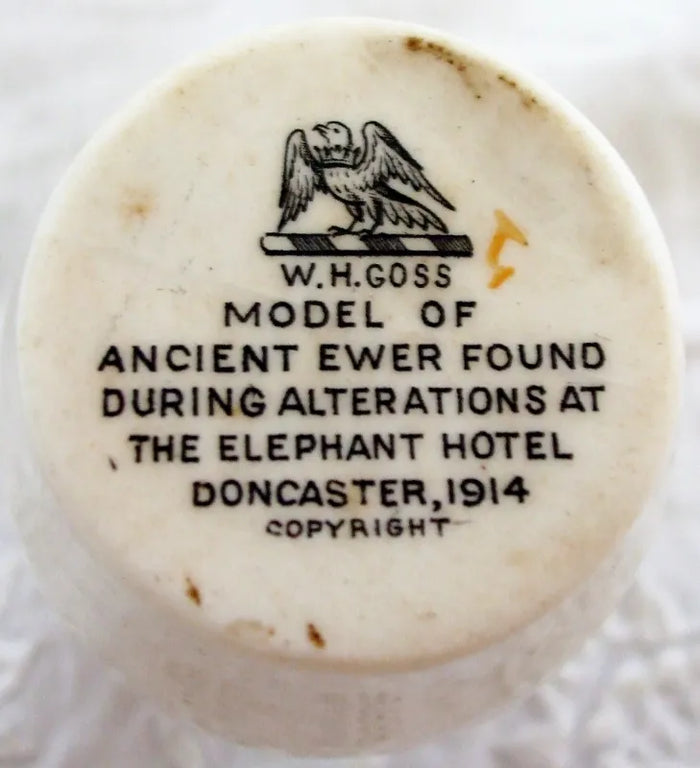 W.H.GOSS
MODEL OF
ANCIENT EWER FOUND
DURING ALTERATIONS AT
THE ELEPHANT HOTEL
DONCASTER, 1914
COPYRIGHT